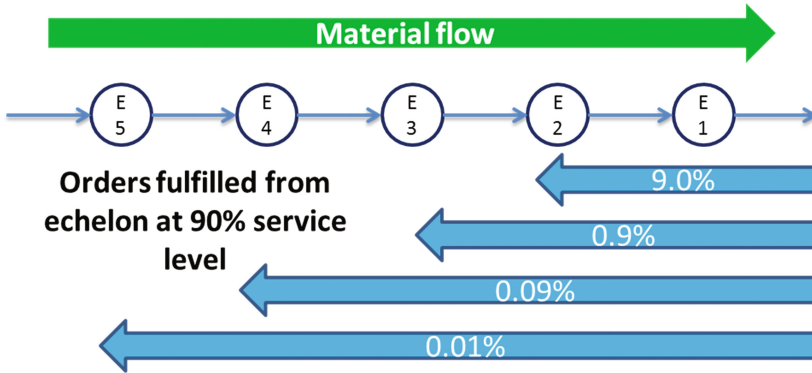 Material flow
E
5
E
4
E
3
E
2
E
1
Orders fulfilled from
echelon at 90% service
level
9.0%
0.9%
0.09%
0.01%